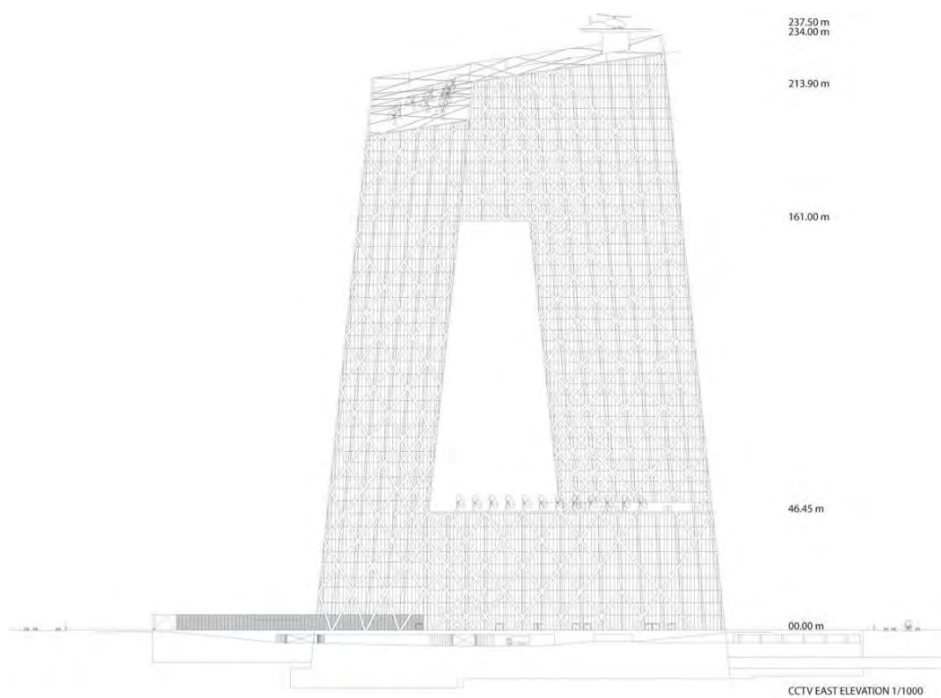 237.50 m
234.00 m
213.90 m
161.00 m
46.45 m
00.00 m
CCTV EAST ELEVATION 1/1000